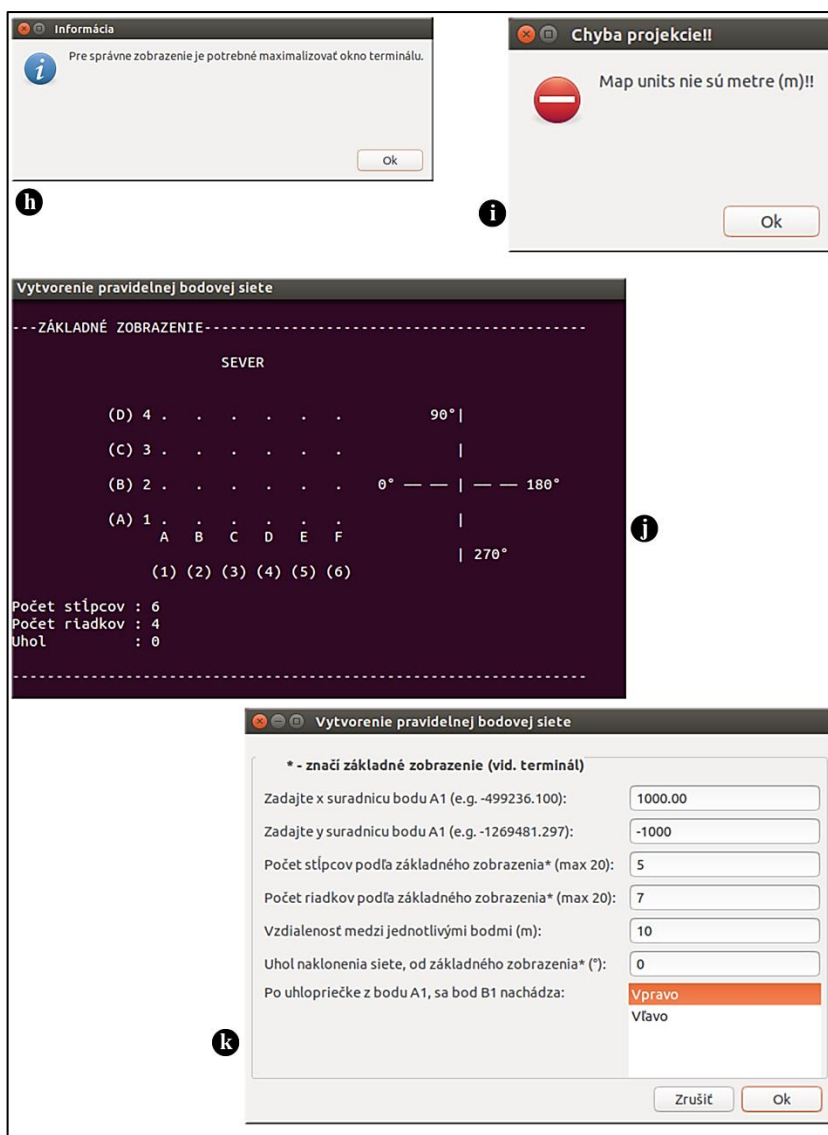 Informácia
Pre správne zobrazenie je potrebné maximalizovať okno terminálu.
Ok
h
Chyba projekcie!!
Map units nie sú metre (m)!!
Ok
i
Vytvorenie pravidelnej bodovej siete
---ZÁKLADNÉ ZOBRAZENIE--------------------------------------------
SEVER
(D) 4 . . . . . . 90°|
(C) 3 . . . . . . |
(B) 2 . . . . . . 0° —— —— | —— —— 180°
(A) 1 . . . . . . |
A B C D E F
| 270°
(1) (2) (3) (4) (5) (6)
Počet stĺpcov : 6
Počet riadkov : 4
Uhol : 0
------------------------------------------------------------------
j
Vytvorenie pravidelnej bodovej siete
* - značí základné zobrazenie (vid. terminál)
Zadajte x suradnicu bodu A1 (e.g. -499236.100): 1000.00
Zadajte y suradnicu bodu A1 (e.g. -1269481.297): -1000
Počet stĺpcov podľa základného zobrazenia* (max 20): 5
Počet riadkov podľa základného zobrazenia* (max 20): 7
Vzdialenosť medzi jednotlivými bodmi (m): 10
Uhol naklonenia siete, od základného zobrazenia* (°): 0
Po uhlopriečke z bodu A1, sa bod B1 nachádza: Vpravo
Vľavo
k
Zrušiť Ok